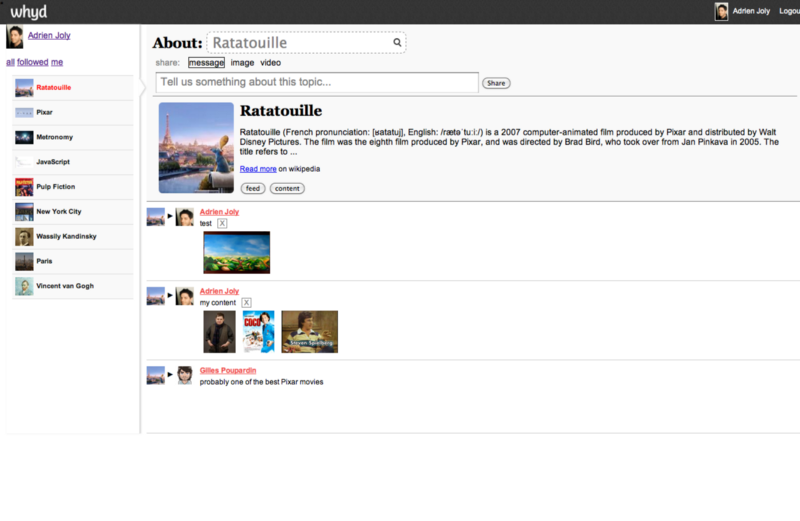 whyd
Adrien Joly
Logou
Adrien Joly
all followed me
Ratatouille
Pixar
Metronomy
JavaScript
Pulp Fiction
New York City
Wassily Kandinsky
Paris
Vincent van Gogh
About: Ratatouille
share: message image video
Tell us something about this topic...
Share
Ratatouille
Ratatouille (French pronunciation: [ʁatatuj], English: /rætəˈtuːiː/) is a 2007 computer-animated film produced by Pixar and distributed by Walt
Disney Pictures. The film was the eighth film produced by Pixar, and was directed by Brad Bird, who took over from Jan Pinkava in 2005. The
title refers to ...
Read more on wikipedia
feed content
Adrien Joly
test X
Adrien Joly
my content X
COCO
Steven Spielberg
Gilles Poupardin
probably one of the best Pixar movies